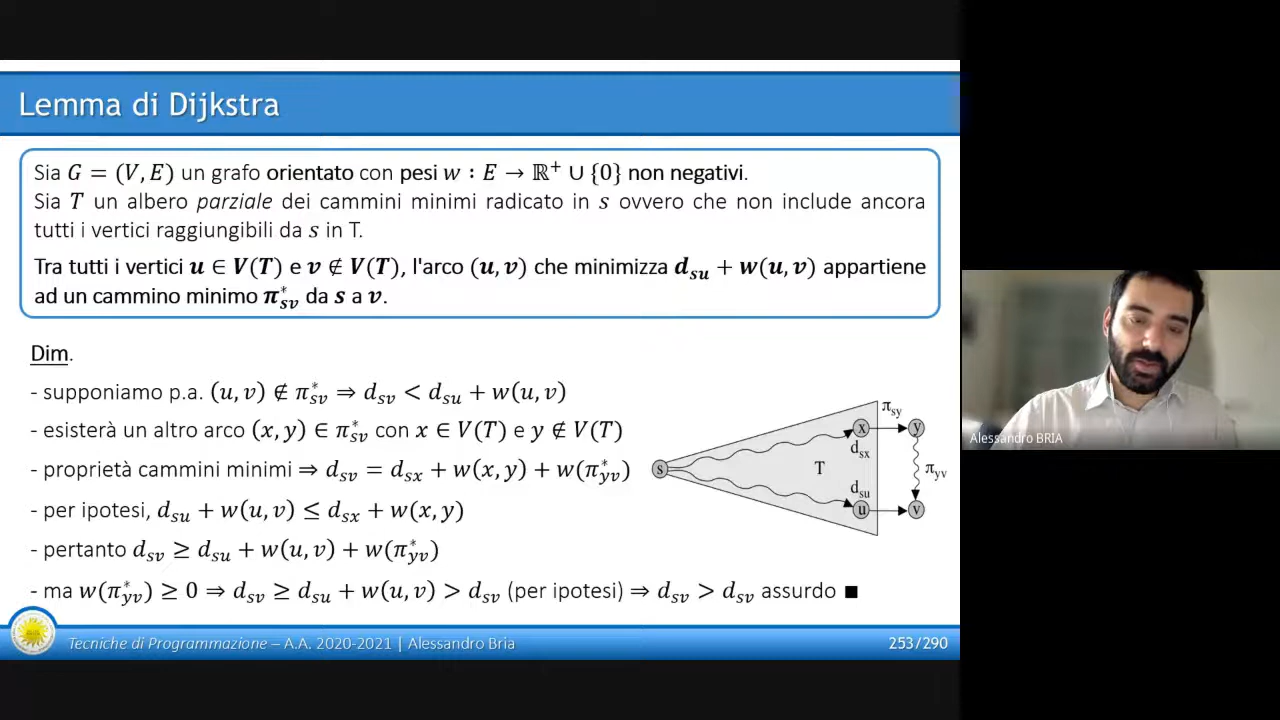 Lemma di Dijkstra
Sia G = (V, E) un grafo orientato con pesi w : E → ℝ⁺ ∪ {0} non negativi.
Sia T un albero parziale dei cammini minimi radicato in s ovvero che non include ancora
tutti i vertici raggiungibili da s in T.
Tra tutti i vertici u ∈ V(T) e v ∉ V(T), l'arco (u, v) che minimizza d_su + w(u, v) appartiene
ad un cammino minimo π*_sv da s a v.
Dim.
- supponiamo p.a. (u, v) ∉ π*_sv ⇒ d_sv < d_su + w(u, v)
- esisterà un altro arco (x, y) ∈ π*_sv con x ∈ V(T) e y ∉ V(T)
- proprietà cammini minimi ⇒ d_sv = d_sx + w(x, y) + w(π*_yv)
- per ipotesi, d_su + w(u, v) ≤ d_sx + w(x, y)
- pertanto d_sv ≥ d_su + w(u, v) + w(π*_yv)
- ma w(π*_yv) ≥ 0 ⇒ d_sv ≥ d_su + w(u, v) > d_sv (per ipotesi) ⇒ d_sv > d_sv assurdo ■
π_sy
x
y
d_sx
s
T
π_yv
d_su
u
v
Alessandro BRIA
Tecniche di Programmazione – A.A. 2020-2021 | Alessandro Bria
253/290